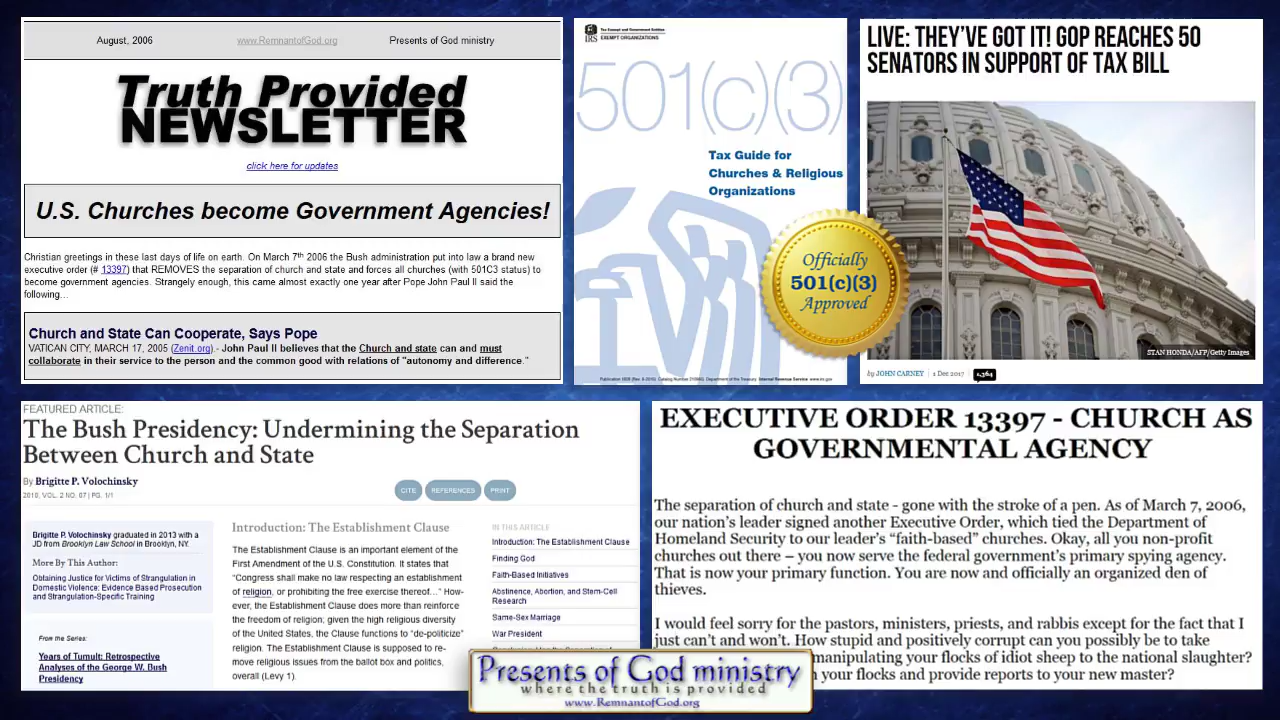 August, 2006 www.RemnantofGod.org Presents of God ministry
Truth Provided
NEWSLETTER
click here for updates
U.S. Churches become Government Agencies!
Christian greetings in these last days of life on earth. On March 7th 2006 the Bush administration put into law a brand new
executive order (# 13397) that REMOVES the separation of church and state and forces all churches (with 501C3 status) to
become government agencies. Strangely enough, this came almost exactly one year after Pope John Paul II said the
following...
Church and State Can Cooperate, Says Pope
VATICAN CITY, MARCH 17, 2005 (Zenit.org).- John Paul II believes that the Church and state can and must
collaborate in their service to the person and the common good with relations of "autonomy and difference."
IRS
EXEMPT ORGANIZATIONS
501(c)(3)
Tax Guide for
Churches & Religious
Organizations
Officially
501(c)(3)
Approved
LIVE: THEY'VE GOT IT! GOP REACHES 50
SENATORS IN SUPPORT OF TAX BILL
STAN HONDA/AFP/Getty Images
by JOHN CARNEY | 1 Dec 2017 1,364
FEATURED ARTICLE:
The Bush Presidency: Undermining the Separation
Between Church and State
By Brigitte P. Volochinsky
2016, VOL. 2 NO. 07 | PG. 1/1
CITE REFERENCES PRINT
Brigitte P. Volochinsky graduated in 2013 with a
JD from Brooklyn Law School in Brooklyn, NY.
More By This Author:
Obtaining Justice for Victims of Strangulation in
Domestic Violence: Evidence Based Prosecution
and Strangulation-Specific Training
From the Series:
Years of Tumult: Retrospective
Analyses of the George W. Bush
Presidency
Introduction: The Establishment Clause
The Establishment Clause is an important element of the
First Amendment of the U.S. Constitution. It states that
"Congress shall make no law respecting an establishment
of religion, or prohibiting the free exercise thereof..." How-
ever, the Establishment Clause does more than reinforce
the freedom of religion; given the high religious diversity
of the United States, the Clause functions to "de-politicize"
religion. The Establishment Clause is supposed to re-
move religious issues from the ballot box and politics,
overall (Levy 1).
IN THIS ARTICLE
Introduction: The Establishment Clause
Finding God
Faith-Based Initiatives
Abstinence, Abortion, and Stem-Cell
Research
Same-Sex Marriage
War President
EXECUTIVE ORDER 13397 - CHURCH AS
GOVERNMENTAL AGENCY
The separation of church and state - gone with the stroke of a pen. As of March 7, 2006,
our nation's leader signed another Executive Order, which tied the Department of
Homeland Security to our leader's "faith-based" churches. Okay, all you non-profit
churches out there – you now serve the federal government's primary spying agency.
That is now your primary function. You are now and officially an organized den of
thieves.
I would feel sorry for the pastors, ministers, priests, and rabbis except for the fact that I
just can't and won't. How stupid and positively corrupt can you possibly be to take
manipulating your flocks of idiot sheep to the national slaughter?
your flocks and provide reports to your new master?
Presents of God ministry
where the truth is provided
www.RemnantofGod.org